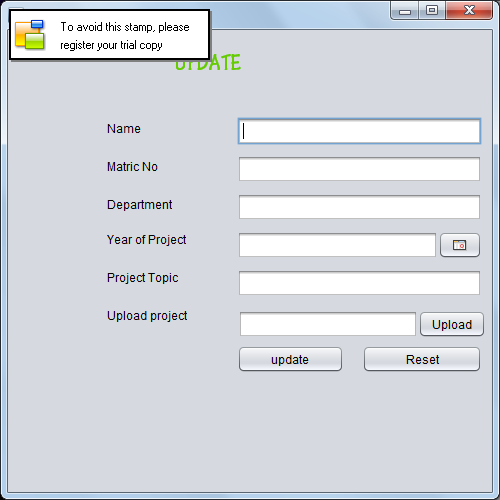 To avoid this stamp, please
register your trial copy
UPDATE
Name
Matric No
Department
Year of Project
Project Topic
Upload project
Upload
update
Reset